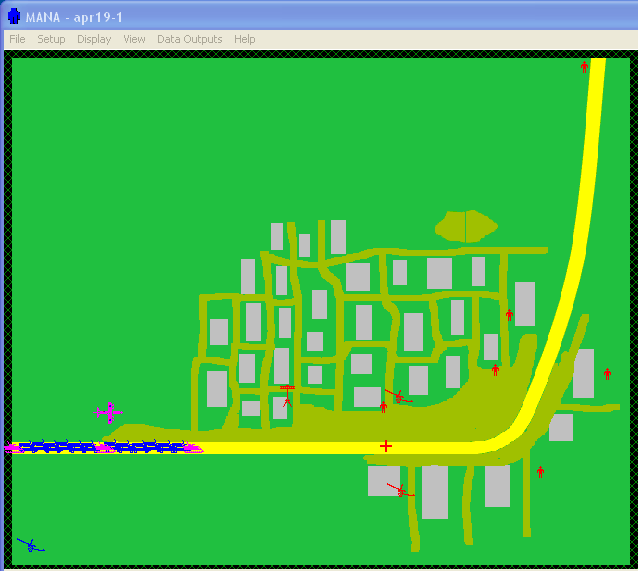 MANA - apr19-1
File Setup Display View Data Outputs Help